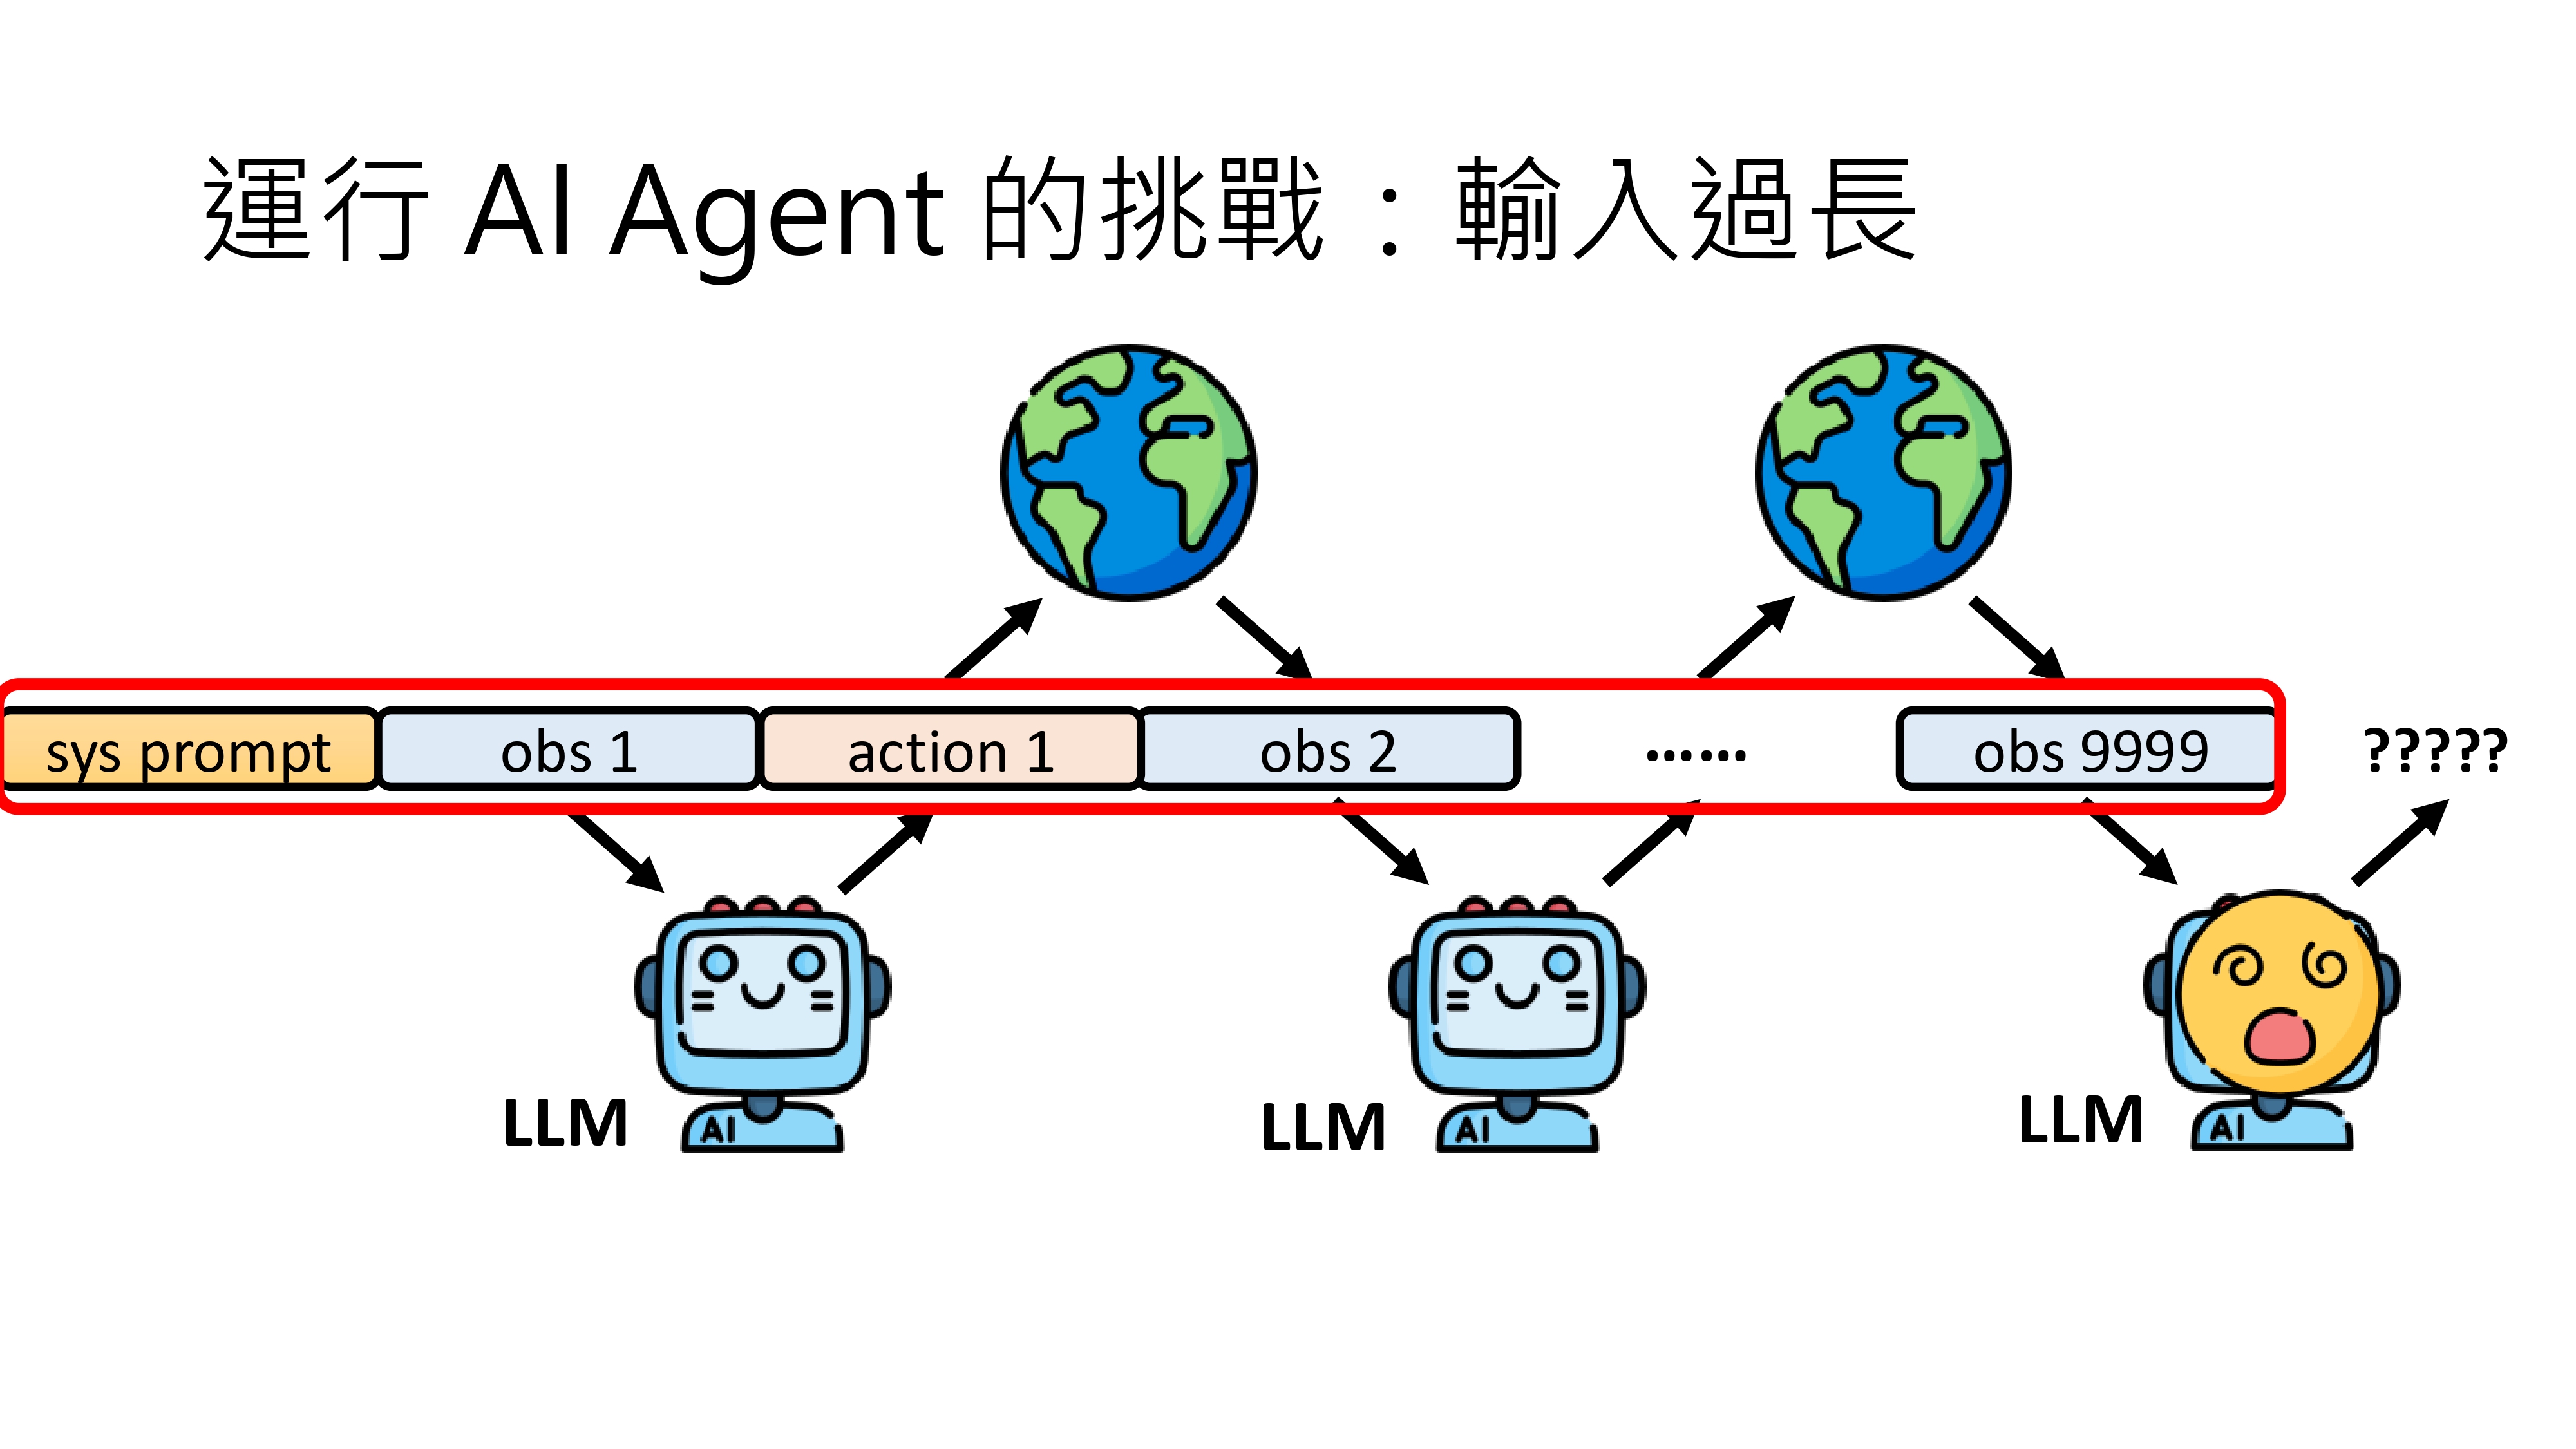 運行 AI Agent 的挑戰：輸入過長
sys prompt
obs 1
action 1
obs 2
……
obs 9999
?????
LLM
AI
LLM
AI
LLM
AI